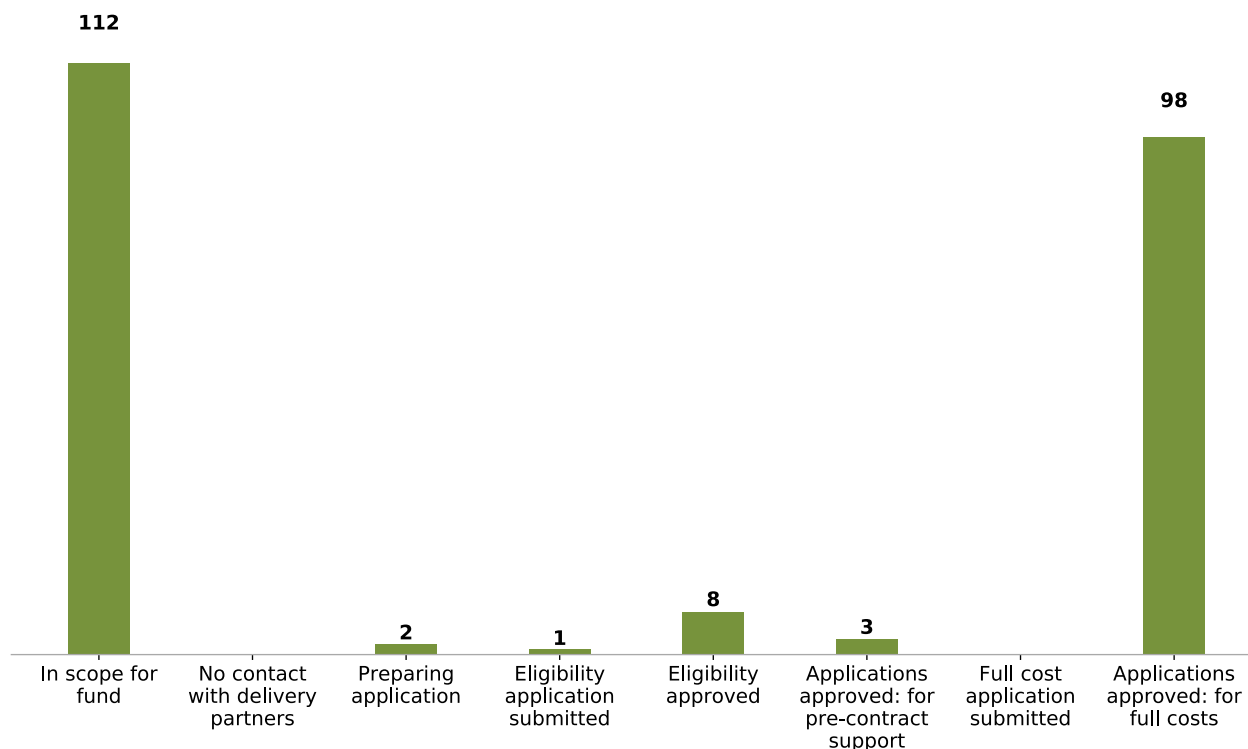 112
98
8
3
2
1
In scope for
fund
No contact
with delivery
partners
Preparing
application
Eligibility
application
submitted
Eligibility
approved
Applications
approved: for
pre-contract
support
Full cost
application
submitted
Applications
approved: for
full costs